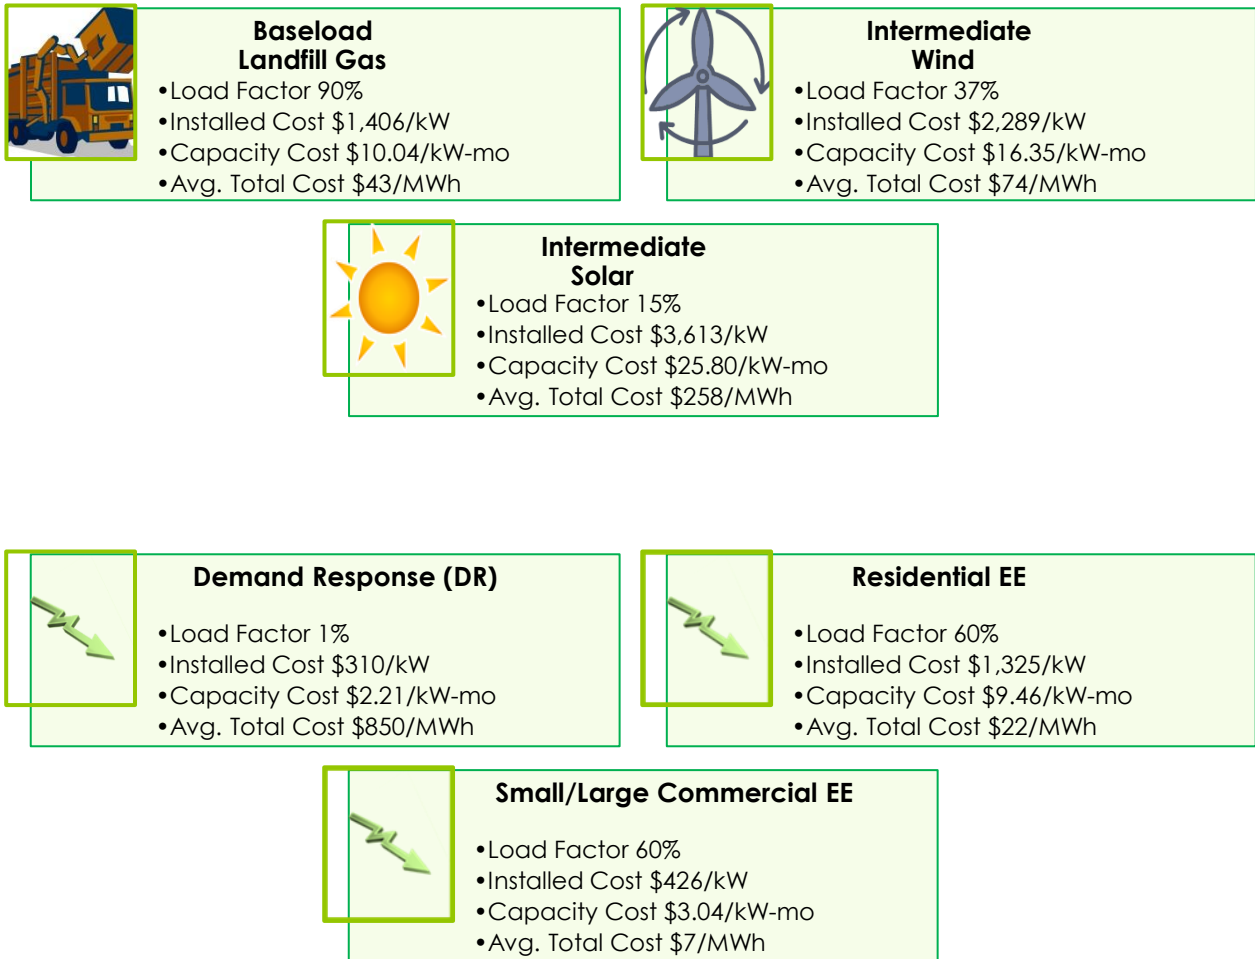 Baseload
Landfill Gas
•Load Factor 90%
•Installed Cost $1,406/kW
•Capacity Cost $10.04/kW-mo
•Avg. Total Cost $43/MWh
Intermediate
Wind
•Load Factor 37%
•Installed Cost $2,289/kW
•Capacity Cost $16.35/kW-mo
•Avg. Total Cost $74/MWh
Intermediate
Solar
•Load Factor 15%
•Installed Cost $3,613/kW
•Capacity Cost $25.80/kW-mo
•Avg. Total Cost $258/MWh
Demand Response (DR)
•Load Factor 1%
•Installed Cost $310/kW
•Capacity Cost $2.21/kW-mo
•Avg. Total Cost $850/MWh
Residential EE
•Load Factor 60%
•Installed Cost $1,325/kW
•Capacity Cost $9.46/kW-mo
•Avg. Total Cost $22/MWh
Small/Large Commercial EE
•Load Factor 60%
•Installed Cost $426/kW
•Capacity Cost $3.04/kW-mo
•Avg. Total Cost $7/MWh